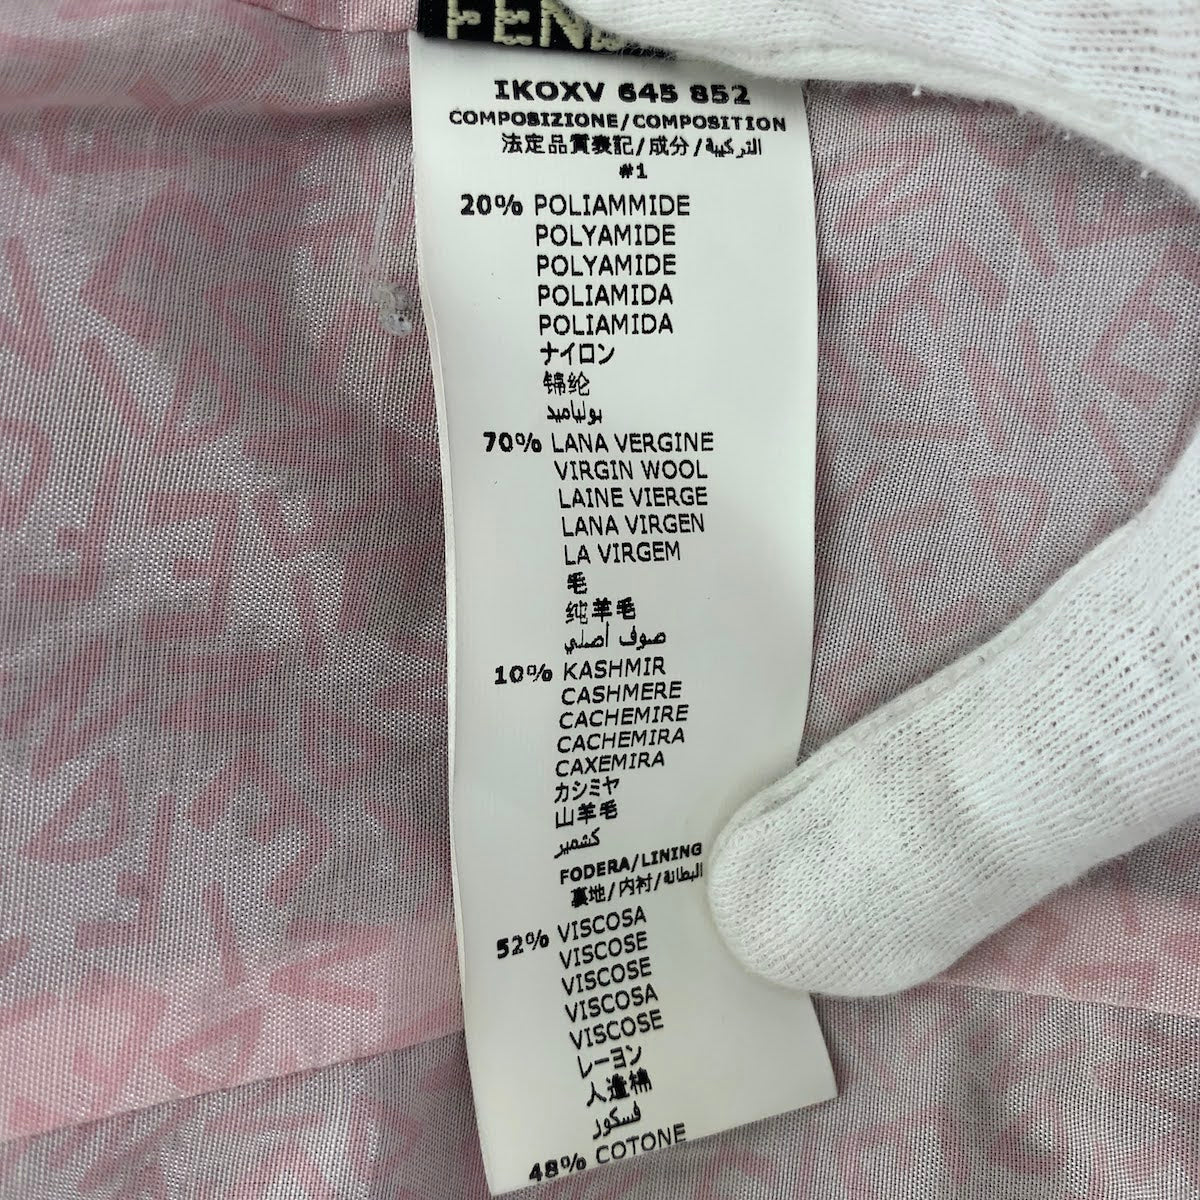 FEND
IKOXV 645 852
COMPOSIZIONE/COMPOSITION
法定品質表記/成分/التركيبة
#1
20% POLIAMMIDE
POLYAMIDE
POLYAMIDE
POLIAMIDA
POLIAMIDA
ナイロン
锦纶
بولياميد
70% LANA VERGINE
VIRGIN WOOL
LAINE VIERGE
LANA VIRGEN
LA VIRGEM
毛
纯羊毛
صوف أصلي
10% KASHMIR
CASHMERE
CACHEMIRE
CACHEMIRA
CAXEMIRA
カシミヤ
山羊毛
كشمير
FODERA/LINING
裏地/内衬/البطانة
52% VISCOSA
VISCOSE
VISCOSE
VISCOSA
VISCOSE
レーヨン
人造棉
فسكوز
48% COTONE